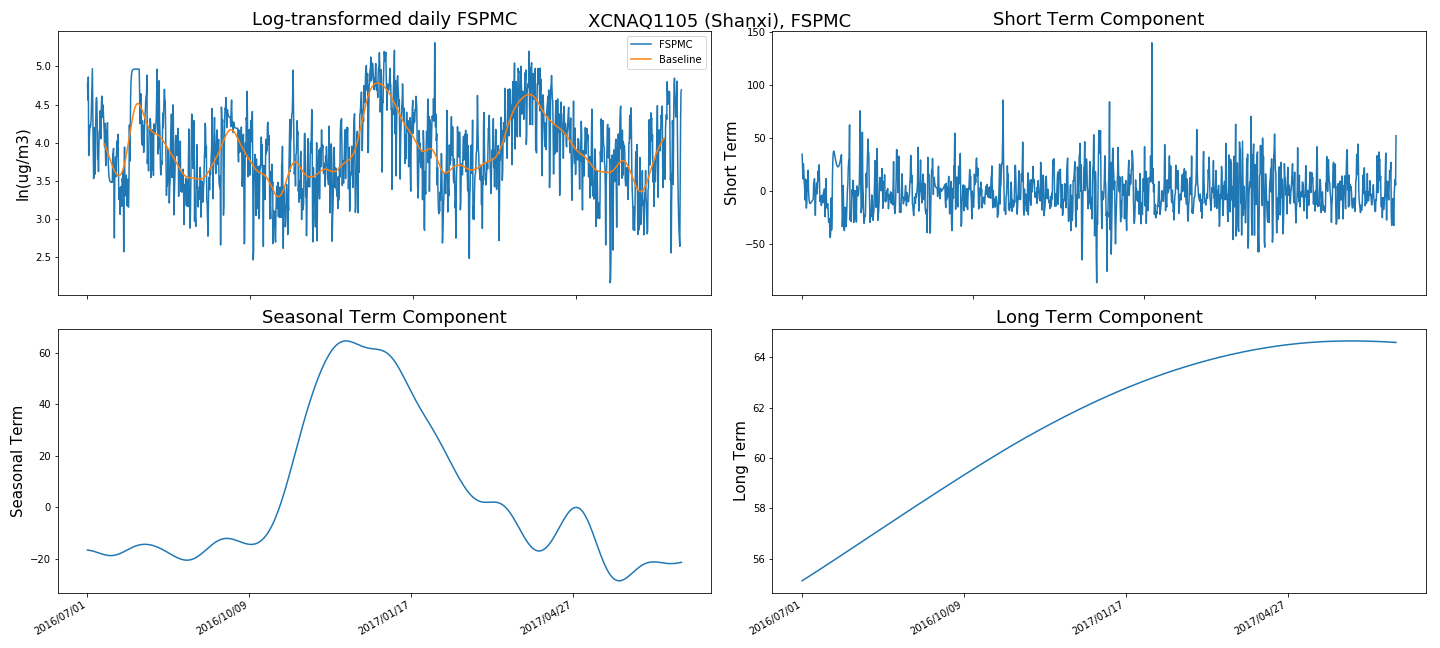 XCNAQ1105 (Shanxi), FSPMC
Log-transformed daily FSPMC
ln(ug/m3)
5.0
4.5
4.0
3.5
3.0
2.5
FSPMC
Baseline
Short Term Component
Short Term
150
100
50
0
−50
Seasonal Term Component
Seasonal Term
60
40
20
0
−20
2016/07/01
2016/10/09
2017/01/17
2017/04/27
Long Term Component
Long Term
64
62
60
58
56
2016/07/01
2016/10/09
2017/01/17
2017/04/27